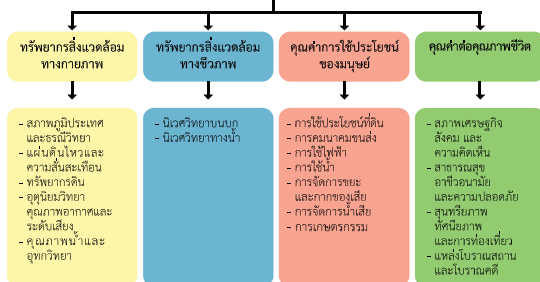 ทรัพยากรสิ่งแวดล้อม
ทางกายภาพ
ทรัพยากรสิ่งแวดล้อม
ทางชีวภาพ
คุณค่าการใช้ประโยชน์
ของมนุษย์
คุณค่าต่อคุณภาพชีวิต
- สภาพภูมิประเทศ
และธรณีวิทยา
- แผ่นดินไหวและ
ความสั่นสะเทือน
- ทรัพยากรดิน
- อุตุนิยมวิทยา
คุณภาพอากาศและ
ระดับเสียง
- คุณภาพน้ำและ
อุทกวิทยา
- นิเวศวิทยาบนบก
- นิเวศวิทยาทางน้ำ
- การใช้ประโยชน์ที่ดิน
- การคมนาคมขนส่ง
- การใช้ไฟฟ้า
- การใช้น้ำ
- การจัดการขยะ
และกากของเสีย
- การจัดการน้ำเสีย
- การเกษตรกรรม
- สภาพเศรษฐกิจ
สังคม และ
ความคิดเห็น
- สาธารณสุข
อาชีวอนามัย
และความปลอดภัย
- สุนทรียภาพ
ทัศนียภาพ
และการท่องเที่ยว
- แหล่งโบราณสถาน
และโบราณคดี